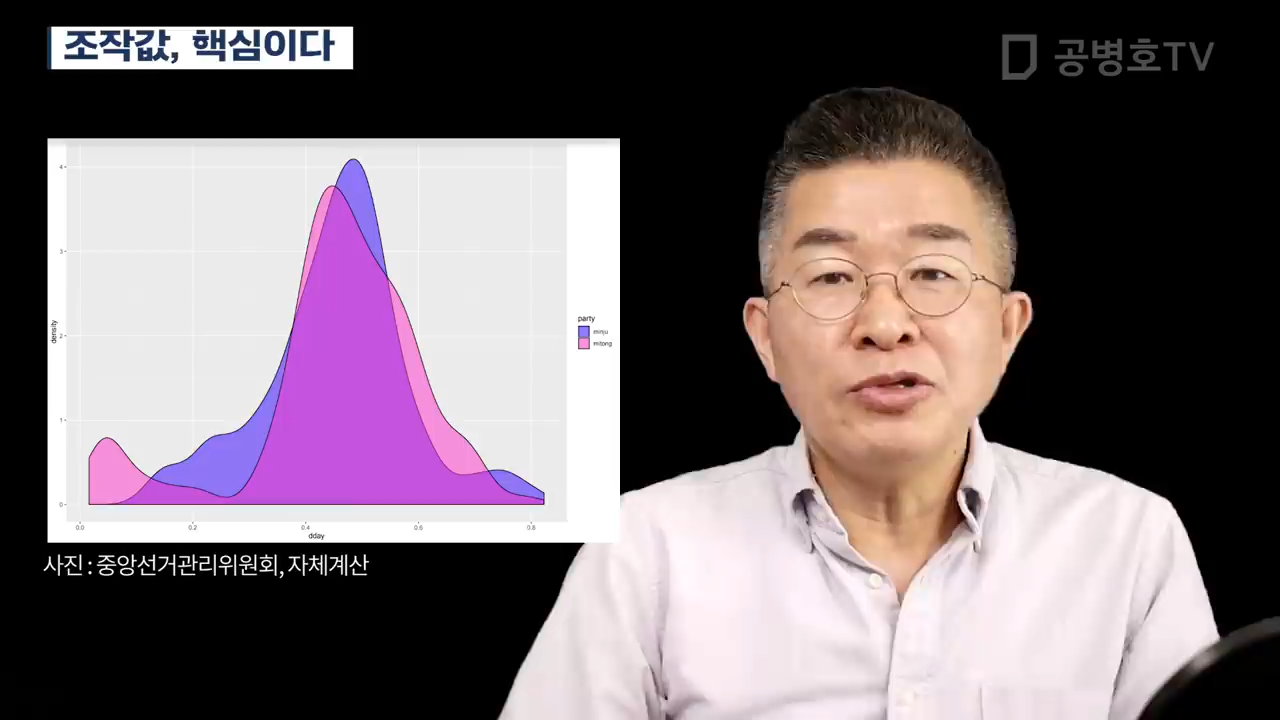 조작값, 핵심이다
공병호TV
4
3
2
1
0
density
0.0
0.2
0.4
0.6
0.8
dday
party
minju
mitong
사진 : 중앙선거관리위원회, 자체계산